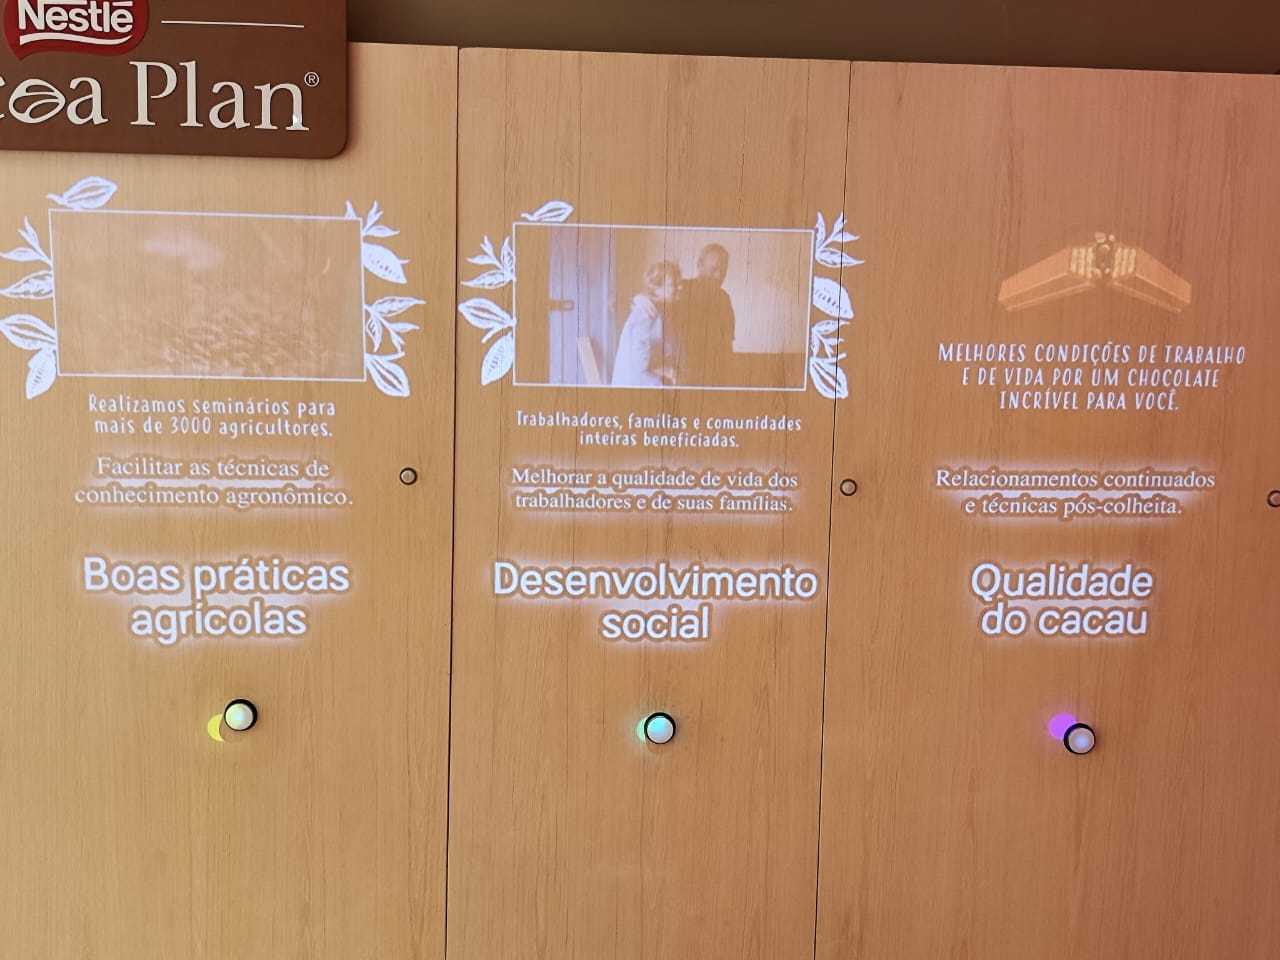 Nestlé
coa Plan®
Realizamos seminários para
mais de 3000 agricultores.
Facilitar as técnicas de
conhecimento agronômico.
Boas práticas
agrícolas
Trabalhadores, famílias e comunidades
inteiras beneficiadas.
Melhorar a qualidade de vida dos
trabalhadores e de suas famílias.
Desenvolvimento
social
MELHORES CONDIÇÕES DE TRABALHO
E DE VIDA POR UM CHOCOLATE
INCRÍVEL PARA VOCÊ.
Relacionamentos continuados
e técnicas pós-colheita.
Qualidade
do cacau